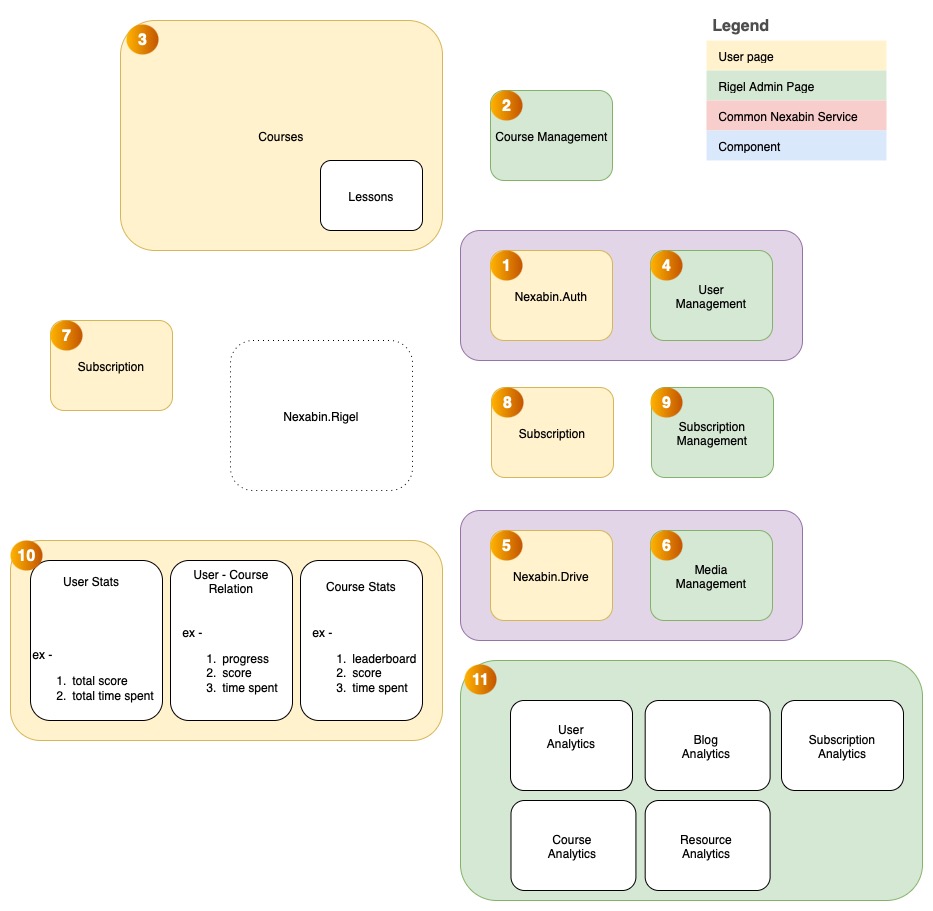 Legend
User page
Rigel Admin Page
Common Nexabin Service
Component
3
Courses
Lessons
2
Course Management
1
Nexabin.Auth
4
User
Management
7
Subscription
Nexabin.Rigel
8
Subscription
9
Subscription
Management
5
Nexabin.Drive
6
Media
Management
10
User Stats
ex -
1. total score
2. total time spent
User - Course
Relation
ex -
1. progress
2. score
3. time spent
Course Stats
ex -
1. leaderboard
2. score
3. time spent
11
User
Analytics
Blog
Analytics
Subscription
Analytics
Course
Analytics
Resource
Analytics